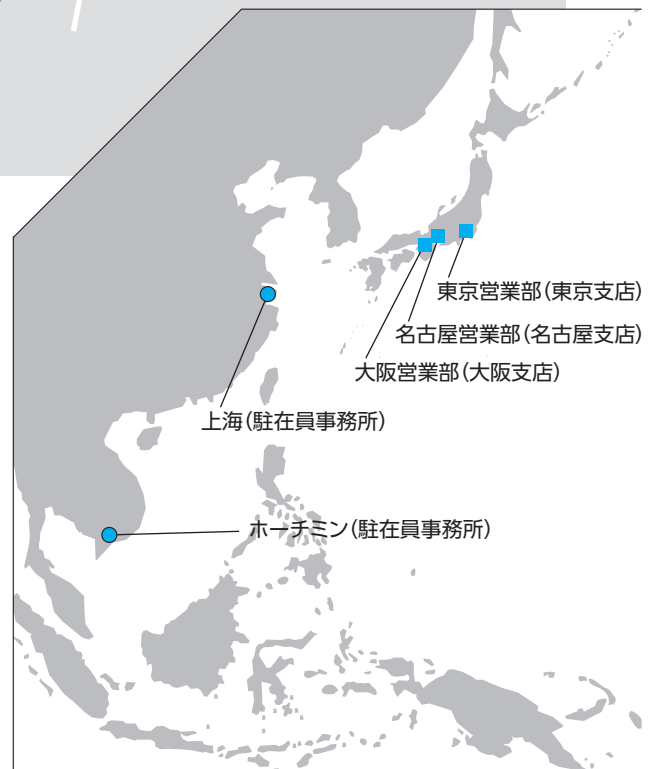 東京営業部(東京支店)
名古屋営業部(名古屋支店)
大阪営業部(大阪支店)
上海(駐在員事務所)
ホーチミン(駐在員事務所)